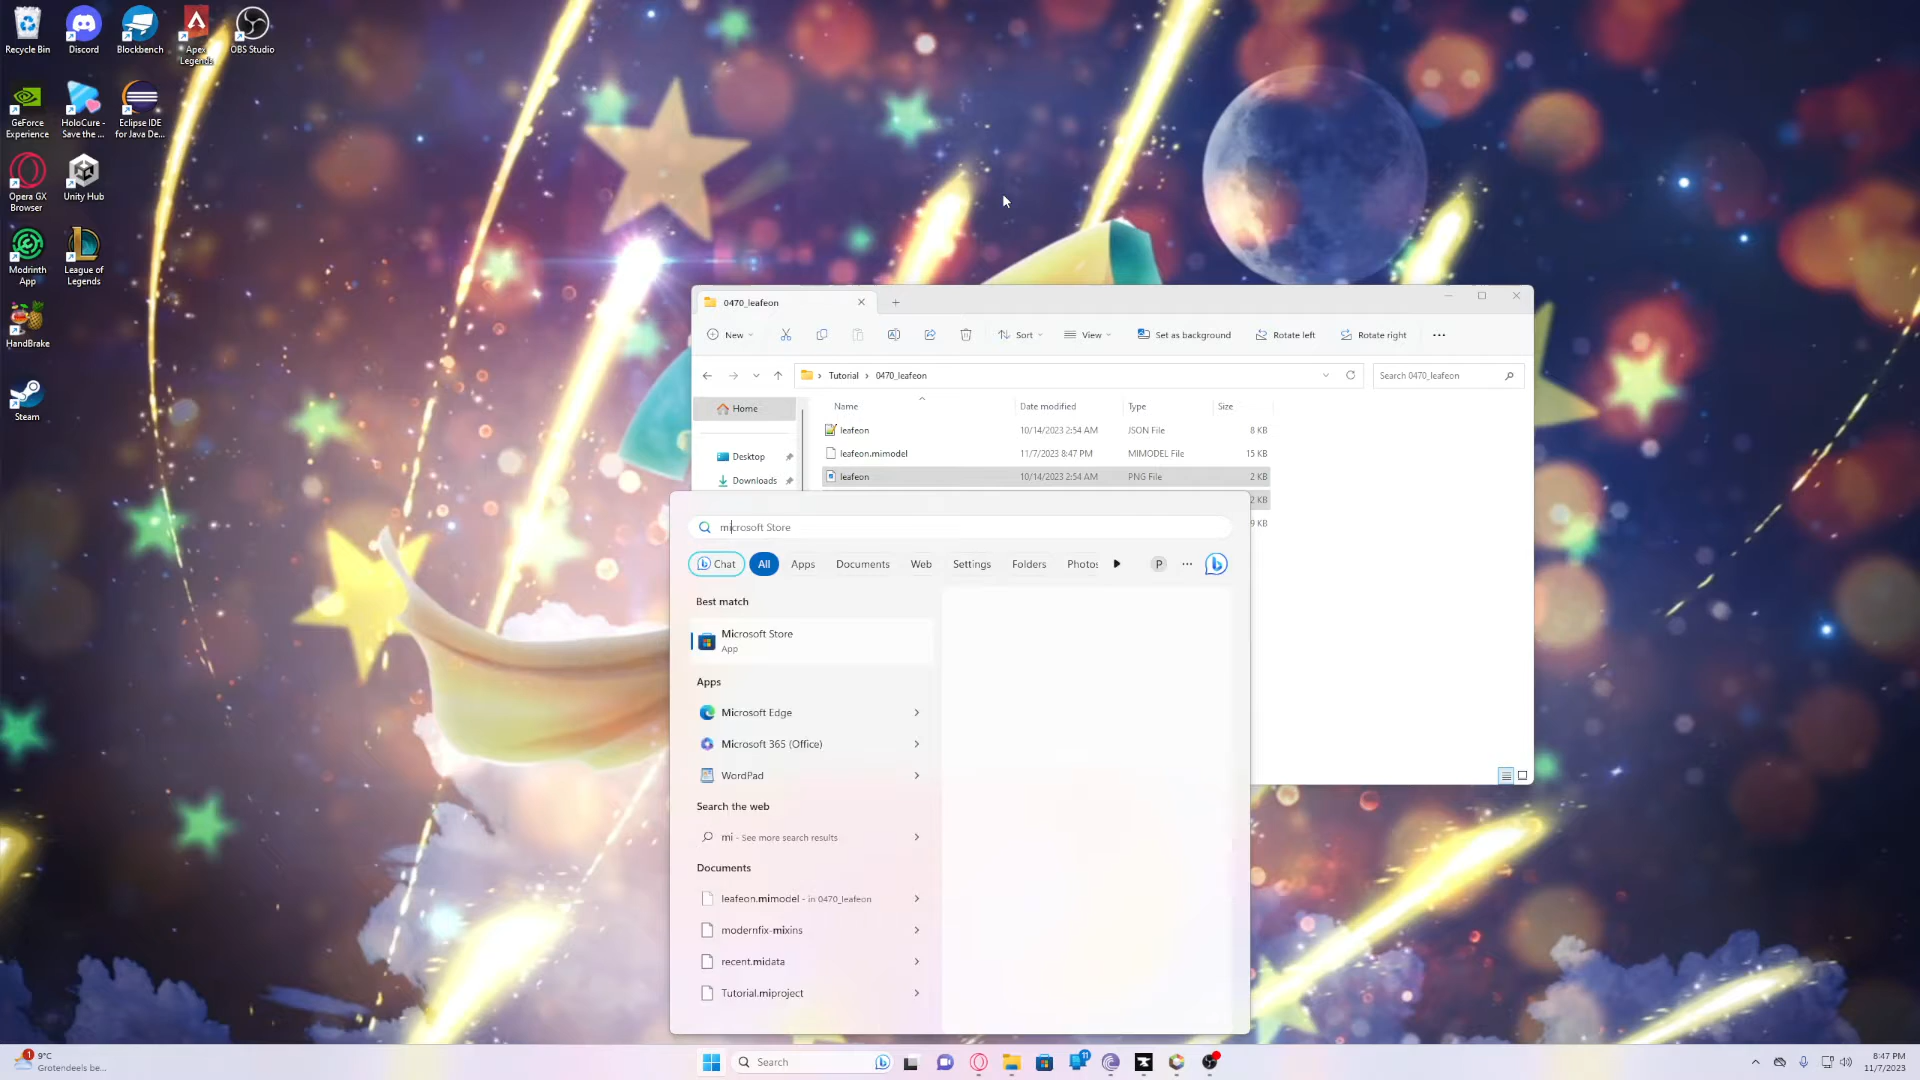 Recycle Bin
Discord
Blockbench
Apex
Legends
OBS Studio
GeForce
Experience
HoloCure -
Save the ...
Eclipse IDE
for Java De...
Opera GX
Browser
Unity Hub
Modrinth
App
League of
Legends
HandBrake
Steam
0470_leafeon
New
Sort
View
Set as background
Rotate left
Rotate right
Tutorial
0470_leafeon
Search 0470_leafeon
Home
Desktop
Downloads
Name
Date modified
Type
Size
leafeon
10/14/2023 2:54 AM
JSON File
8 KB
leafeon.mimodel
11/7/2023 8:47 PM
MIMODEL File
15 KB
leafeon
10/14/2023 2:54 AM
PNG File
2 KB
2 KB
9 KB
microsoft Store
Chat
All
Apps
Documents
Web
Settings
Folders
Photos
P
Best match
Microsoft Store
App
Apps
Microsoft Edge
Microsoft 365 (Office)
WordPad
Search the web
mi - See more search results
Documents
leafeon.mimodel - in 0470_leafeon
modernfix-mixins
recent.midata
Tutorial.miproject
1
9°C
Grotendeels be...
Search
11
8:47 PM
11/7/2023